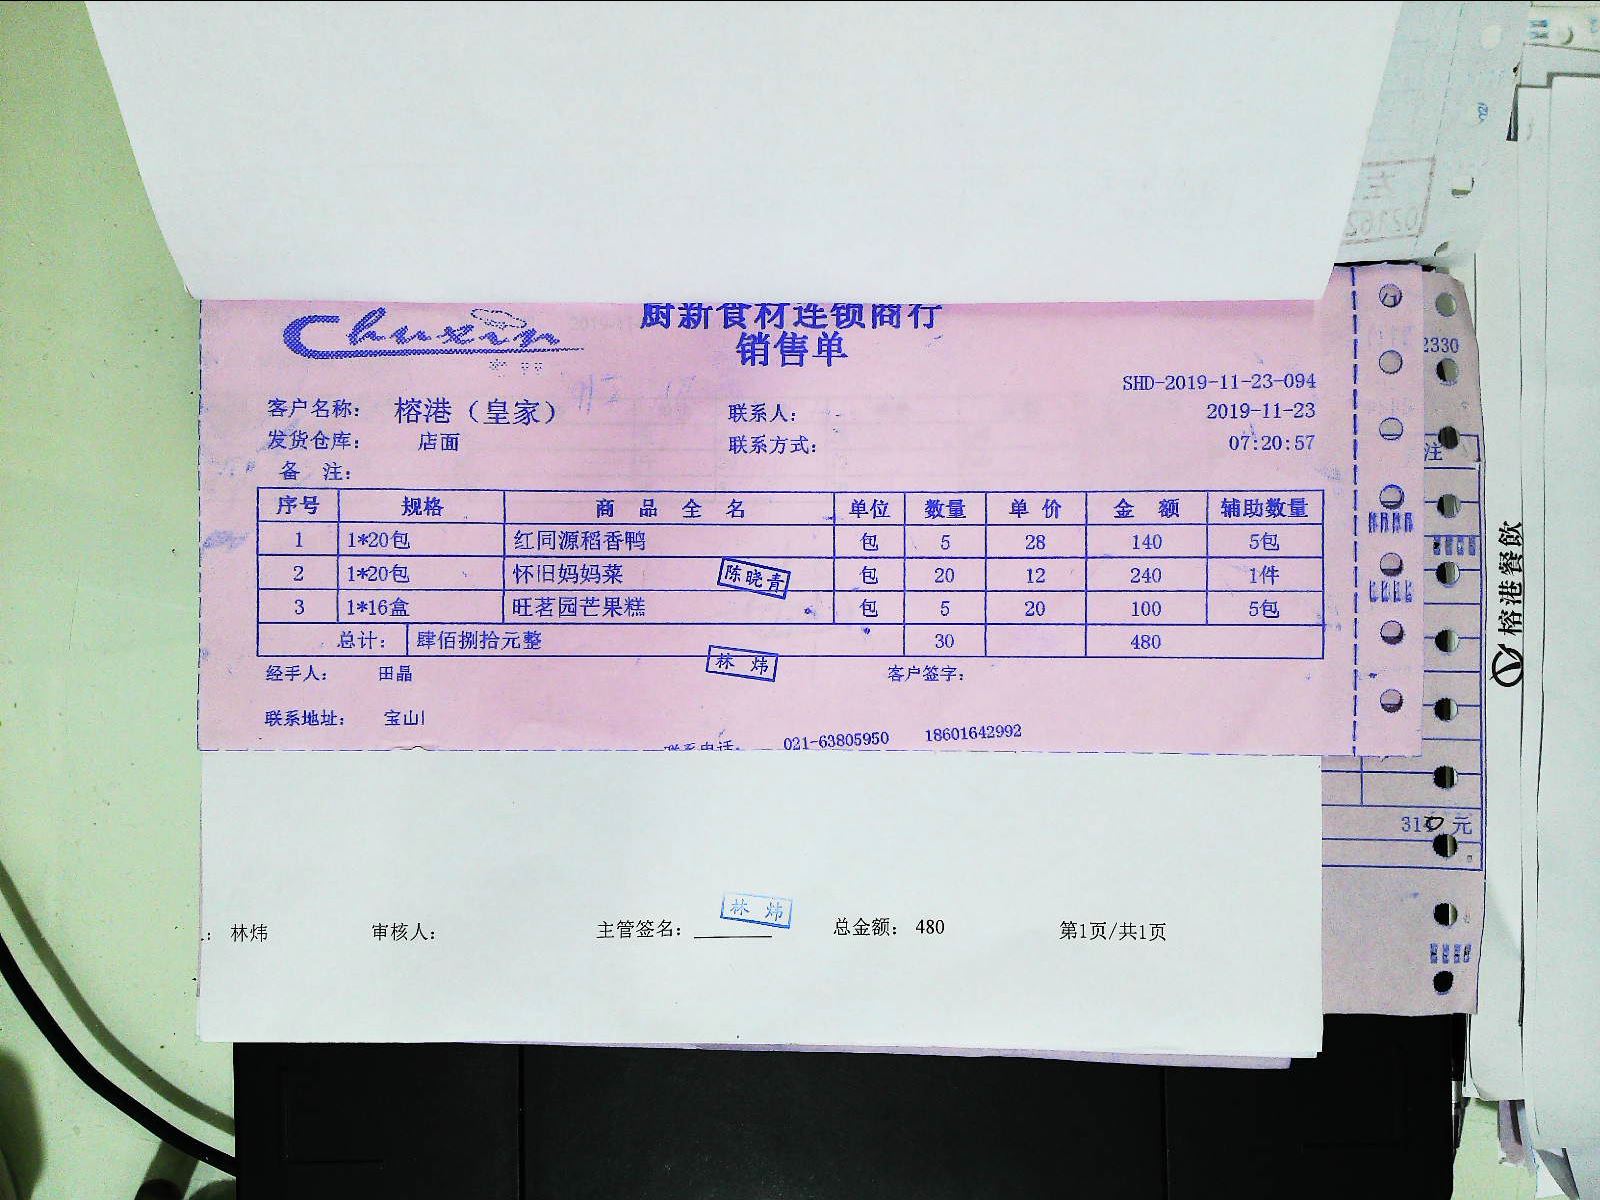 Chuxin
厨新食材连锁商行
销售单
SHD-2019-11-23-094
客户名称： 榕港（皇家） 联系人： 2019-11-23
发货仓库： 店面 联系方式： 07:20:57
备 注：
序号 规格 商 品 全 名 单位 数量 单 价 金 额 辅助数量
1 1*20包 红同源稻香鸭 包 5 28 140 5包
2 1*20包 怀旧妈妈菜 包 20 12 240 1件
陈晓青
3 1*16盒 旺茗园芒果糕 包 5 20 100 5包
总计： 肆佰捌拾元整 30 480
林 炜
经手人： 田晶 客户签字：
联系地址： 宝山
联系电话： 021-63805950 18601642992
林 炜
： 林炜 审核人： 主管签名： 总金额： 480 第1页/共1页
2330
注
元
榕港餐飲